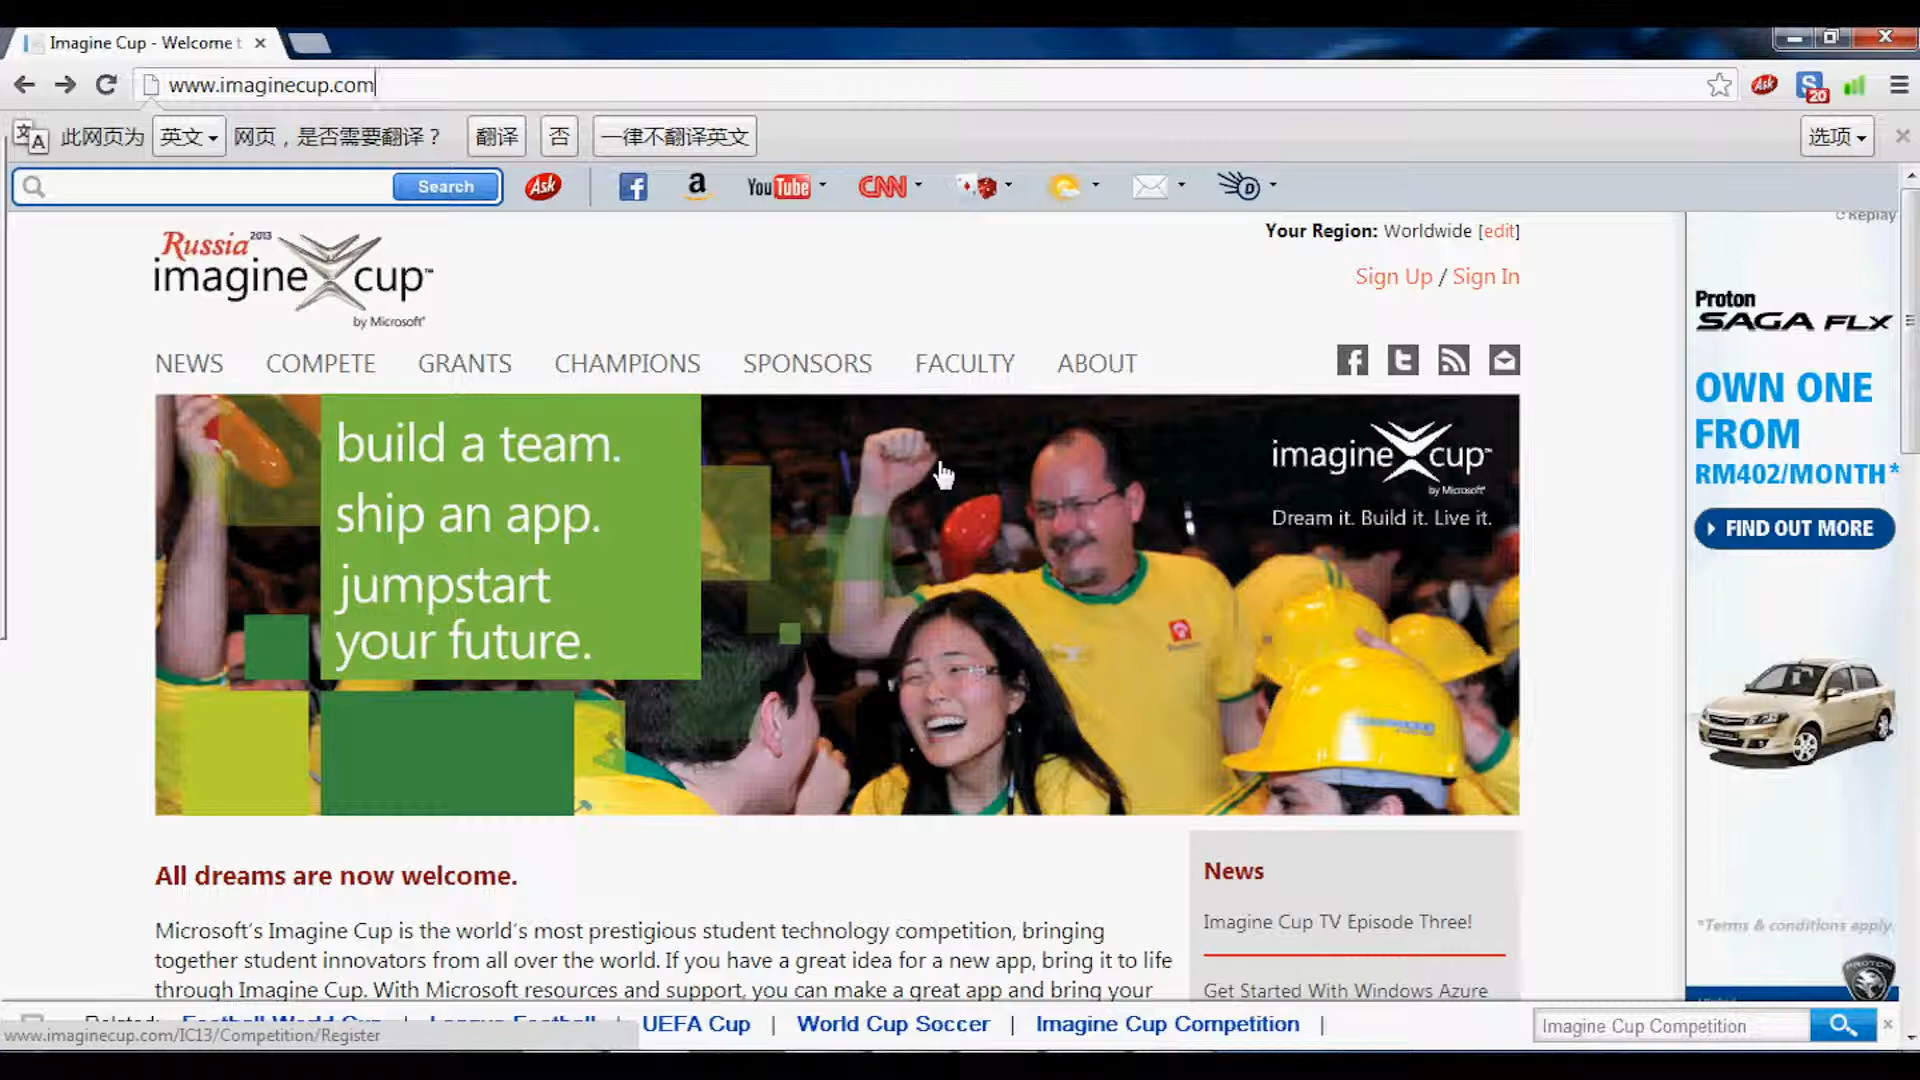 Imagine Cup - Welcome t
www.imaginecup.com
此网页为 英文 网页，是否需要翻译？ 翻译 否 一律不翻译英文 选项
Search Ask You Tube CNN
Ask
20
Replay
Russia 2013
imagine cup™
by Microsoft®
Your Region: Worldwide [edit]
Sign Up / Sign In
NEWS COMPETE GRANTS CHAMPIONS SPONSORS FACULTY ABOUT
build a team.
ship an app.
jumpstart
your future.
imagine cup™
by Microsoft®
Dream it. Build it. Live it.
Proton
SAGA FLX
OWN ONE
FROM
RM402/MONTH*
FIND OUT MORE
*Terms & conditions apply.
PROTON
All dreams are now welcome.
Microsoft's Imagine Cup is the world's most prestigious student technology competition, bringing
together student innovators from all over the world. If you have a great idea for a new app, bring it to life
through Imagine Cup. With Microsoft resources and support, you can make a great app and bring your
News
Imagine Cup TV Episode Three!
Get Started With Windows Azure
UEFA Cup | World Cup Soccer | Imagine Cup Competition |
Imagine Cup Competition
www.imaginecup.com/IC13/Competition/Register